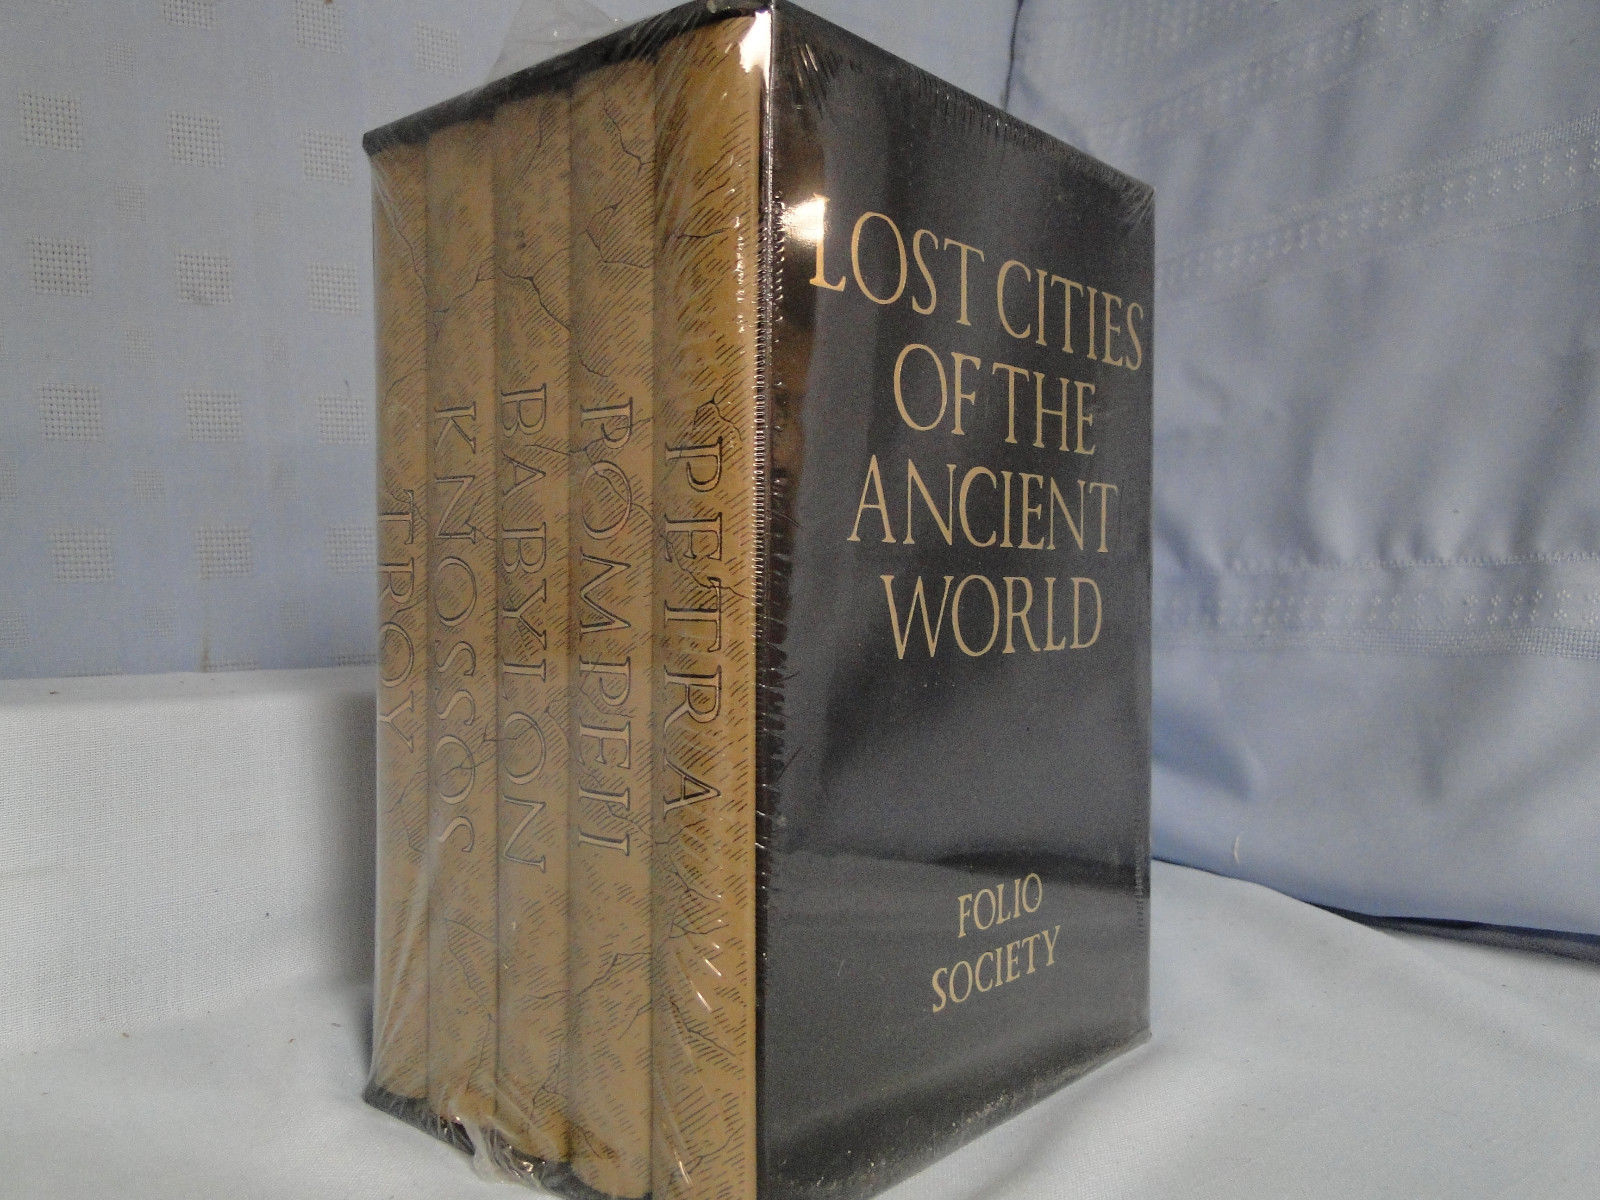 TROY
KNOSSOS
BABYLON
POMPEII
PETRA
LOST CITIES
OF THE
ANCIENT
WORLD
FOLIO
SOCIETY